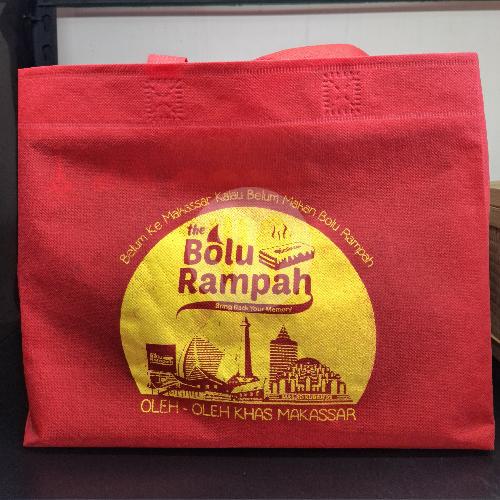 Belum Ke Makassar Kalau Belum Makan Bolu Rampah
the
Bolu
Rampah
Bring Back Your Memory
OLEH - OLEH KHAS MAKASSAR